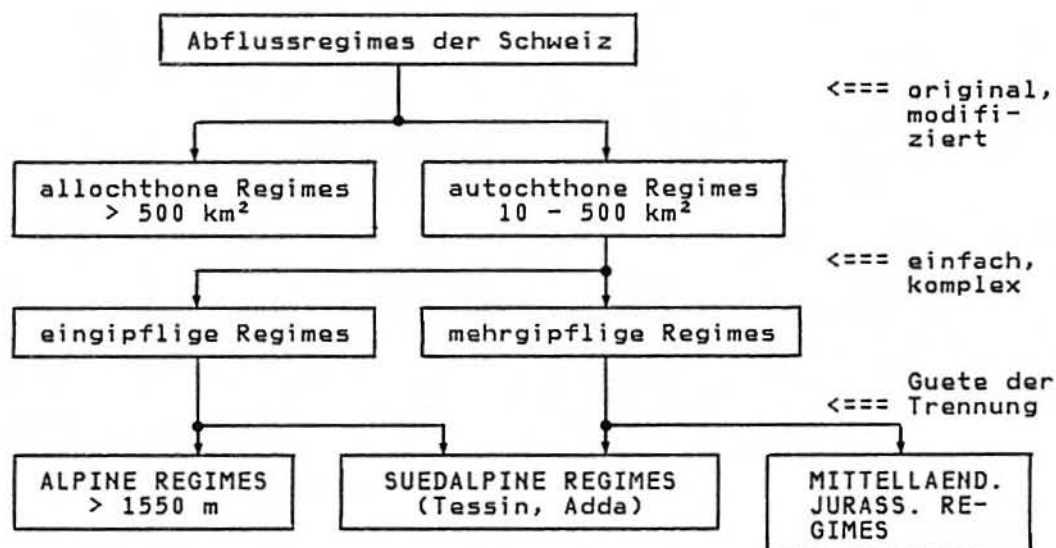 Abflussregimes der Schweiz
<=== original,
modifi-
ziert
allochthone Regimes
> 500 km²
autochthone Regimes
10 - 500 km²
<=== einfach,
komplex
eingipflige Regimes
mehrgipflige Regimes
Guete der
<=== Trennung
ALPINE REGIMES
> 1550 m
SUEDALPINE REGIMES
(Tessin, Adda)
MITTELLAEND.
JURASS. RE-
GIMES